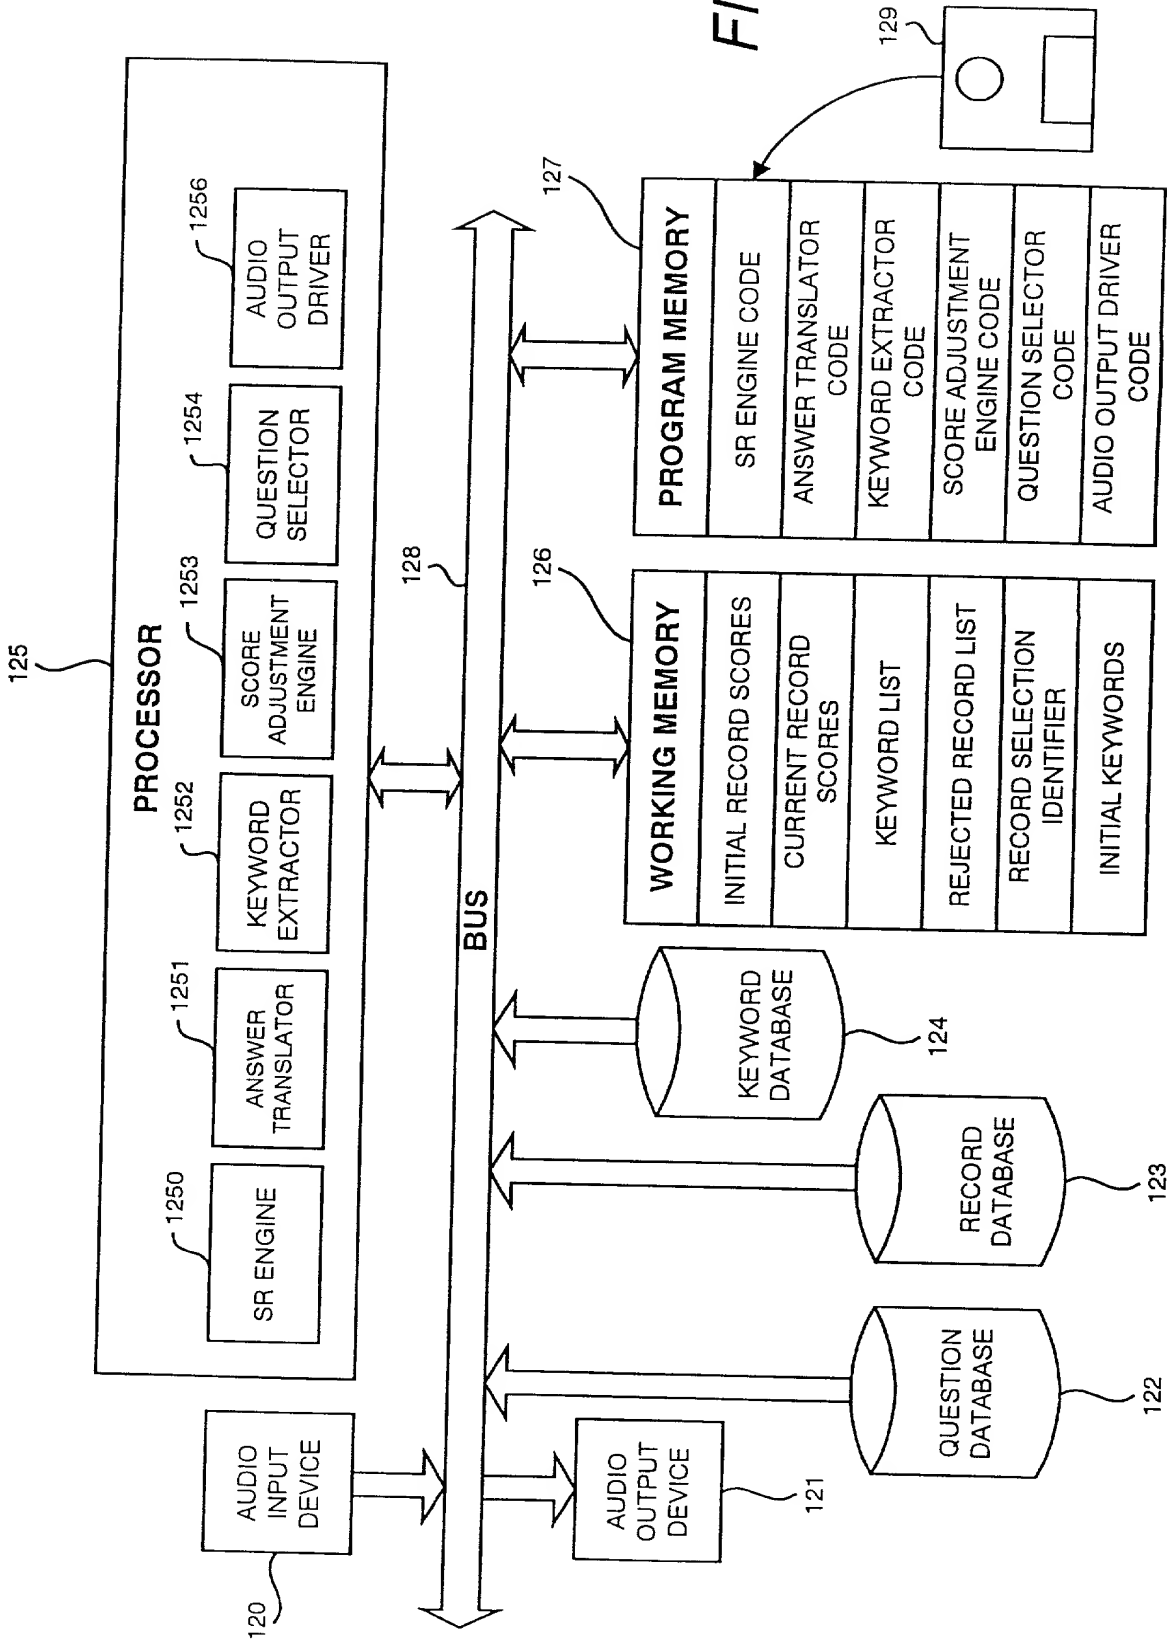 125
PROCESSOR
1250
SR ENGINE
1251
ANSWER
TRANSLATOR
1252
KEYWORD
EXTRACTOR
1253
SCORE
ADJUSTMENT
ENGINE
1254
QUESTION
SELECTOR
1256
AUDIO
OUTPUT
DRIVER
120
AUDIO
INPUT
DEVICE
BUS
128
AUDIO
OUTPUT
DEVICE
121
QUESTION
DATABASE
122
RECORD
DATABASE
123
KEYWORD
DATABASE
124
126
WORKING MEMORY
INITIAL RECORD SCORES
CURRENT RECORD
SCORES
KEYWORD LIST
REJECTED RECORD LIST
RECORD SELECTION
IDENTIFIER
INITIAL KEYWORDS
127
PROGRAM MEMORY
SR ENGINE CODE
ANSWER TRANSLATOR
CODE
KEYWORD EXTRACTOR
CODE
SCORE ADJUSTMENT
ENGINE CODE
QUESTION SELECTOR
CODE
AUDIO OUTPUT DRIVER
CODE
129